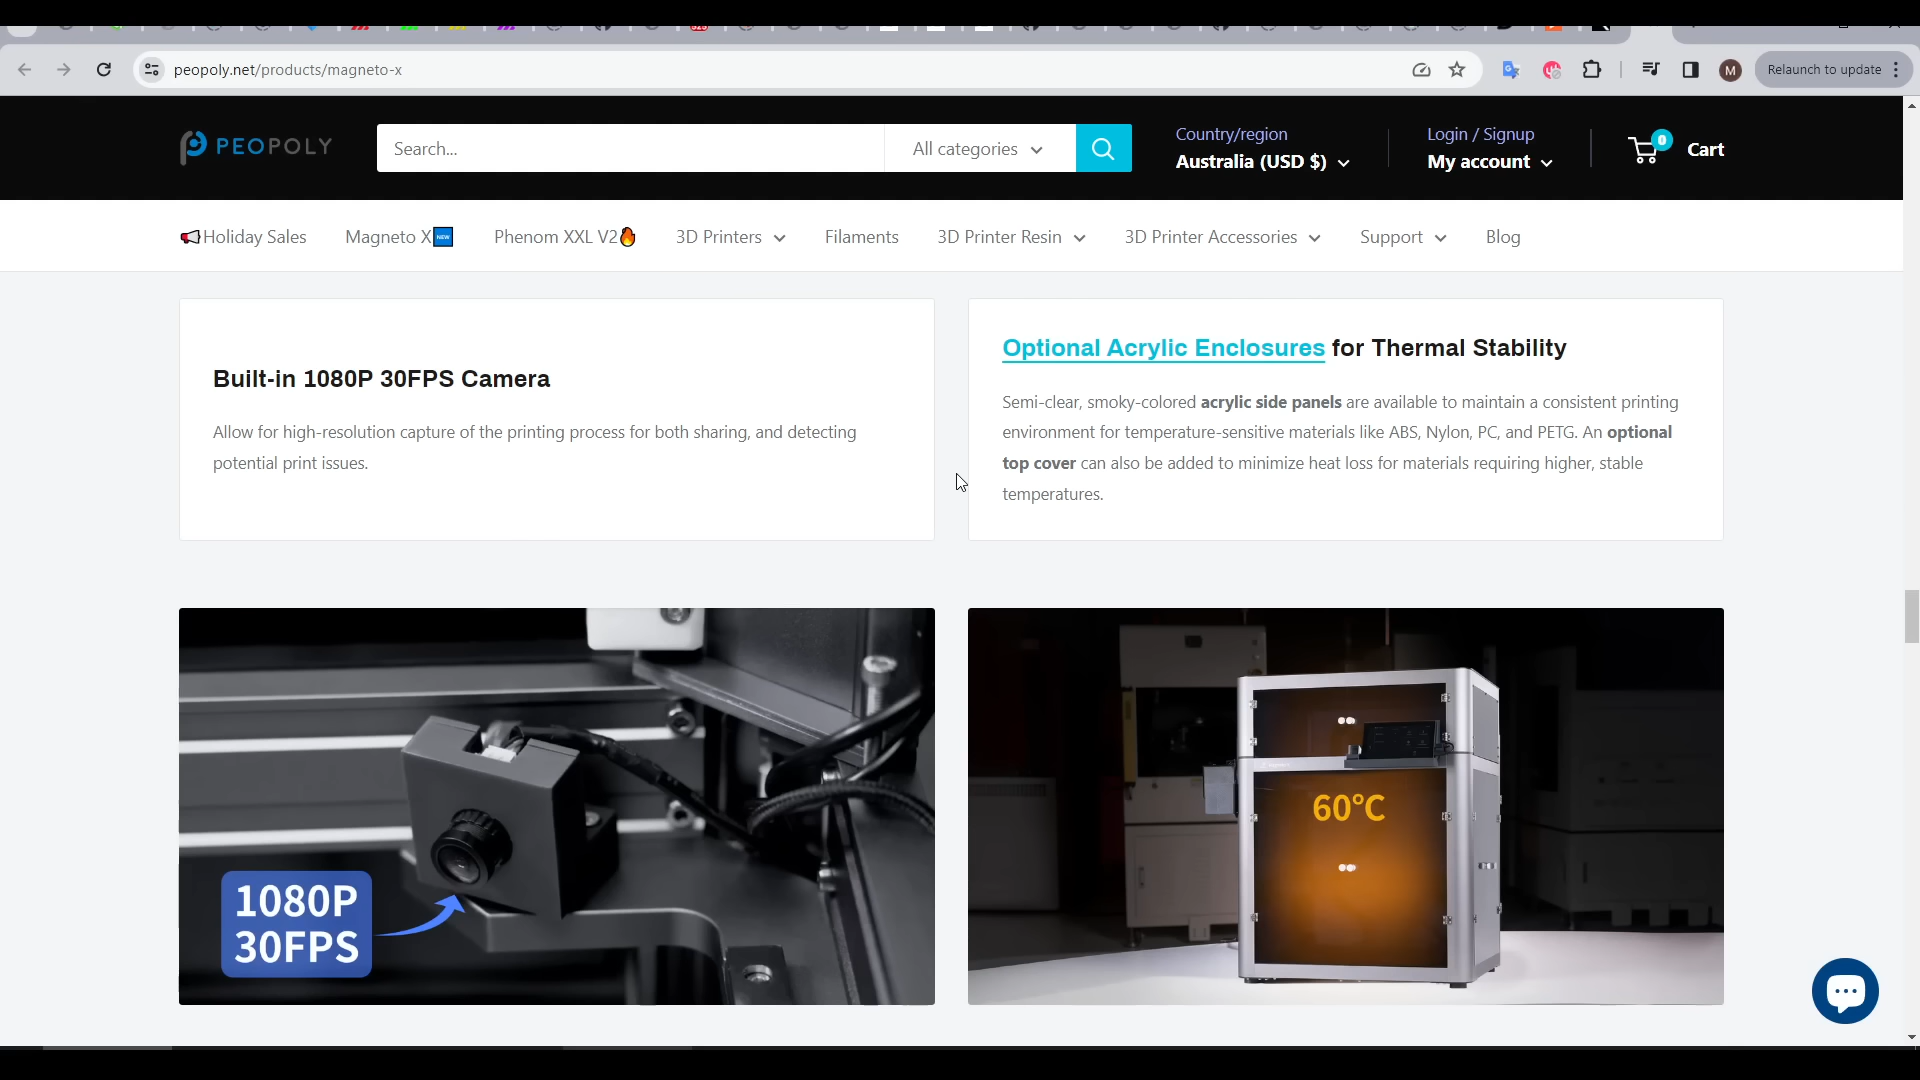 peopoly.net/products/magneto-x
Relaunch to update
M
PEOPOLY
Search...
All categories
Country/region
Australia (USD $)
Login / Signup
My account
0
Cart
Holiday Sales
Magneto X
NEW
Phenom XXL V2
3D Printers
Filaments
3D Printer Resin
3D Printer Accessories
Support
Blog
Built-in 1080P 30FPS Camera
Allow for high-resolution capture of the printing process for both sharing, and detecting
potential print issues.
Optional Acrylic Enclosures for Thermal Stability
Semi-clear, smoky-colored acrylic side panels are available to maintain a consistent printing
environment for temperature-sensitive materials like ABS, Nylon, PC, and PETG. An optional
top cover can also be added to minimize heat loss for materials requiring higher, stable
temperatures.
1080P
30FPS
60°C